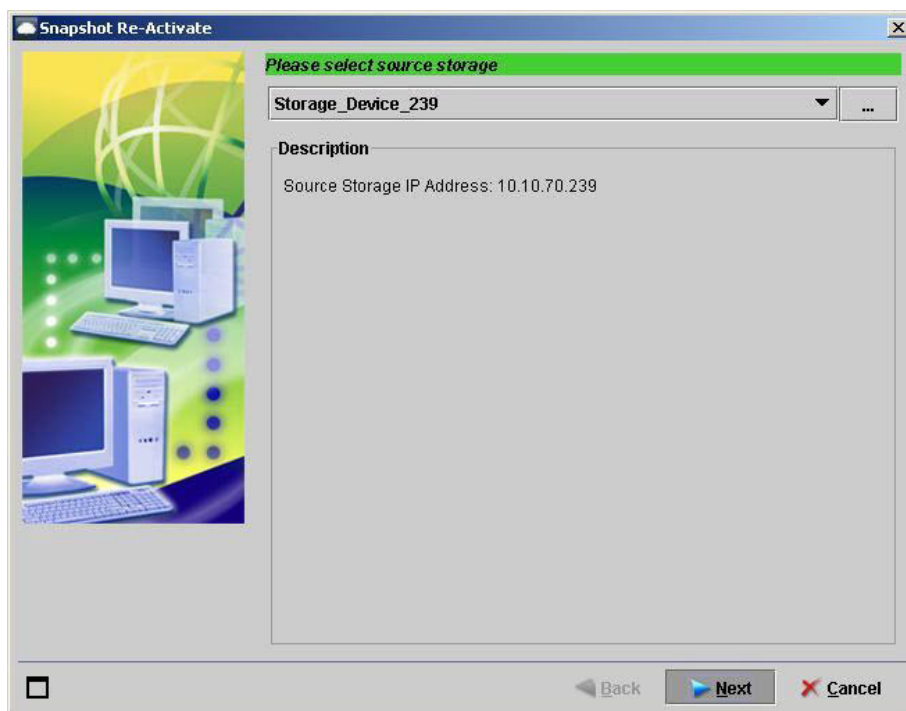 Snapshot Re-Activate
Please select source storage
Storage_Device_239
...
Description
Source Storage IP Address: 10.10.70.239
Back
Next
Cancel